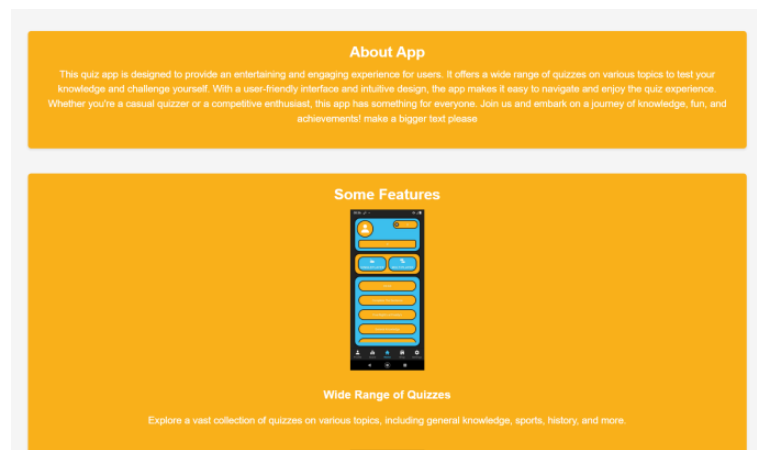 About App
This quiz app is designed to provide an entertaining and engaging experience for users. It offers a wide range of quizzes on various topics to test your
knowledge and challenge yourself. With a user-friendly interface and intuitive design, the app makes it easy to navigate and enjoy the quiz experience.
Whether you're a casual quizzer or a competitive enthusiast, this app has something for everyone. Join us and embark on a journey of knowledge, fun, and
achievements! make a bigger text please
Some Features
Wide Range of Quizzes
Explore a vast collection of quizzes on various topics, including general knowledge, sports, history, and more.